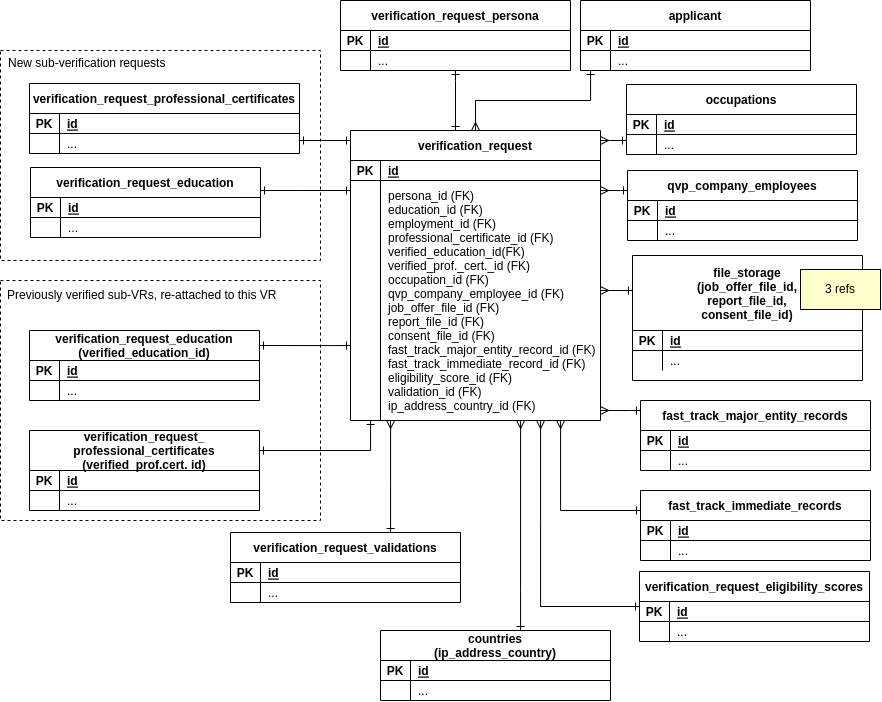 verification_request_persona
PK id
...
applicant
PK id
...
New sub-verification requests
verification_request_professional_certificates
PK id
...
verification_request_education
PK id
...
occupations
PK id
...
qvp_company_employees
PK id
...
verification_request
PK id
persona_id (FK)
education_id (FK)
employment_id (FK)
professional_certificate_id (FK)
verified_education_id(FK)
verified_prof._cert._id (FK)
occupation_id (FK)
qvp_company_employee_id (FK)
job_offer_file_id (FK)
report_file_id (FK)
consent_file_id (FK)
fast_track_major_entity_record_id (FK)
fast_track_immediate_record_id (FK)
eligibility_score_id (FK)
validation_id (FK)
ip_address_country_id (FK)
file_storage
(job_offer_file_id,
report_file_id,
consent_file_id)
PK id
...
3 refs
Previously verified sub-VRs, re-attached to this VR
verification_request_education
(verified_education_id)
PK id
...
verification_request_
professional_certificates
(verified_prof.cert._id)
PK id
...
fast_track_major_entity_records
PK id
...
fast_track_immediate_records
PK id
...
verification_request_validations
PK id
...
verification_request_eligibility_scores
PK id
...
countries
(ip_address_country)
PK id
...